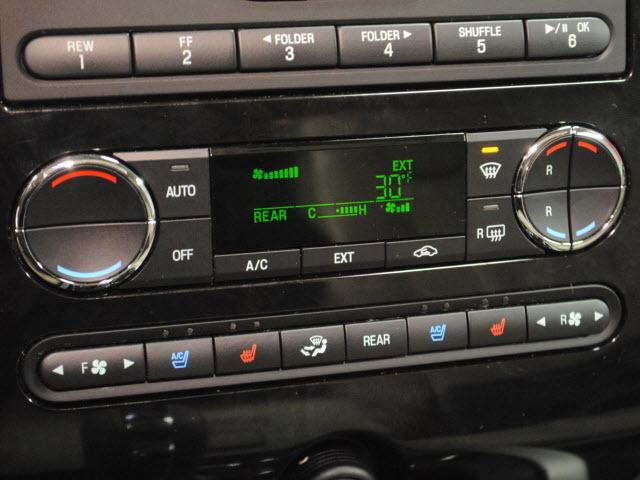 REW 1
FF 2
◄ FOLDER 3
FOLDER ► 4
SHUFFLE 5
►/II OK 6
AUTO
OFF
EXT
30°F
REAR C H
R
R
R
A/C
EXT
◄ F ►
A/C
REAR
A/C
◄ R ►